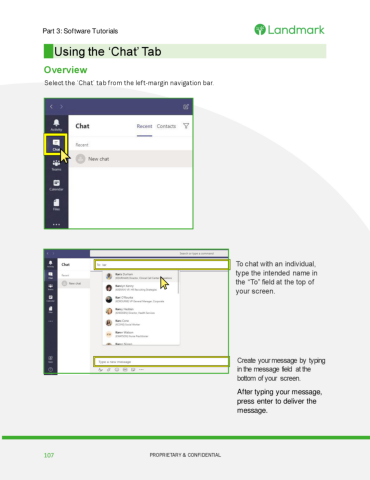 Part 3: Software Tutorials
Landmark
Using the ‘Chat’ Tab
Overview
Select the ‘Chat’ tab from the left-margin navigation bar.
Activity
Chat
Recent Contacts
Chat
Recent
New chat
Teams
Calendar
Files
Chat
Recent
New chat
To chat with an individual,
type the intended name in
the "To" field at the top of
your screen.
Type a new message
Create your message by typing
in the message field at the
bottom of your screen.
After typing your message,
press enter to deliver the
message.
107
PROPRIETARY & CONFIDENTIAL